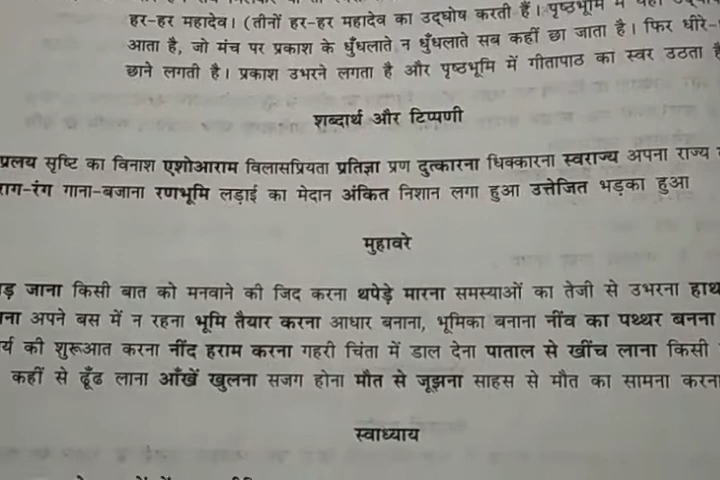 हर-हर महादेव। (तीनों हर-हर महादेव का उद्घोष करती हैं। पृष्ठभूमि में यही
आता है, जो मंच पर प्रकाश के धुँधलाते न धुँधलाते सब कहीं छा जाता है। फिर धीरे-
छाने लगती है। प्रकाश उभरने लगता है और पृष्ठभूमि में गीतापाठ का स्वर उठता
शब्दार्थ और टिप्पणी
प्रलय सृष्टि का विनाश एशोआराम विलासप्रियता प्रतिज्ञा प्रण दुत्कारना धिक्कारना स्वराज्य अपना राज्य
राग-रंग गाना-बजाना रणभूमि लड़ाई का मेदान अंकित निशान लगा हुआ उत्तेजित भड़का हुआ
मुहावरे
जाना किसी बात को मनवाने की जिद करना थपेड़े मारना समस्याओं का तेजी से उभरना हाथ
अपने बस में न रहना भूमि तैयार करना आधार बनाना, भूमिका बनाना नींव का पथ्थर बनना
की शुरूआत करना नींद हराम करना गहरी चिंता में डाल देना पाताल से खींच लाना किसी
कहीं से ढूँढ लाना आँखें खुलना सजग होना मौत से जूझना साहस से मौत का सामना करना
स्वाध्याय